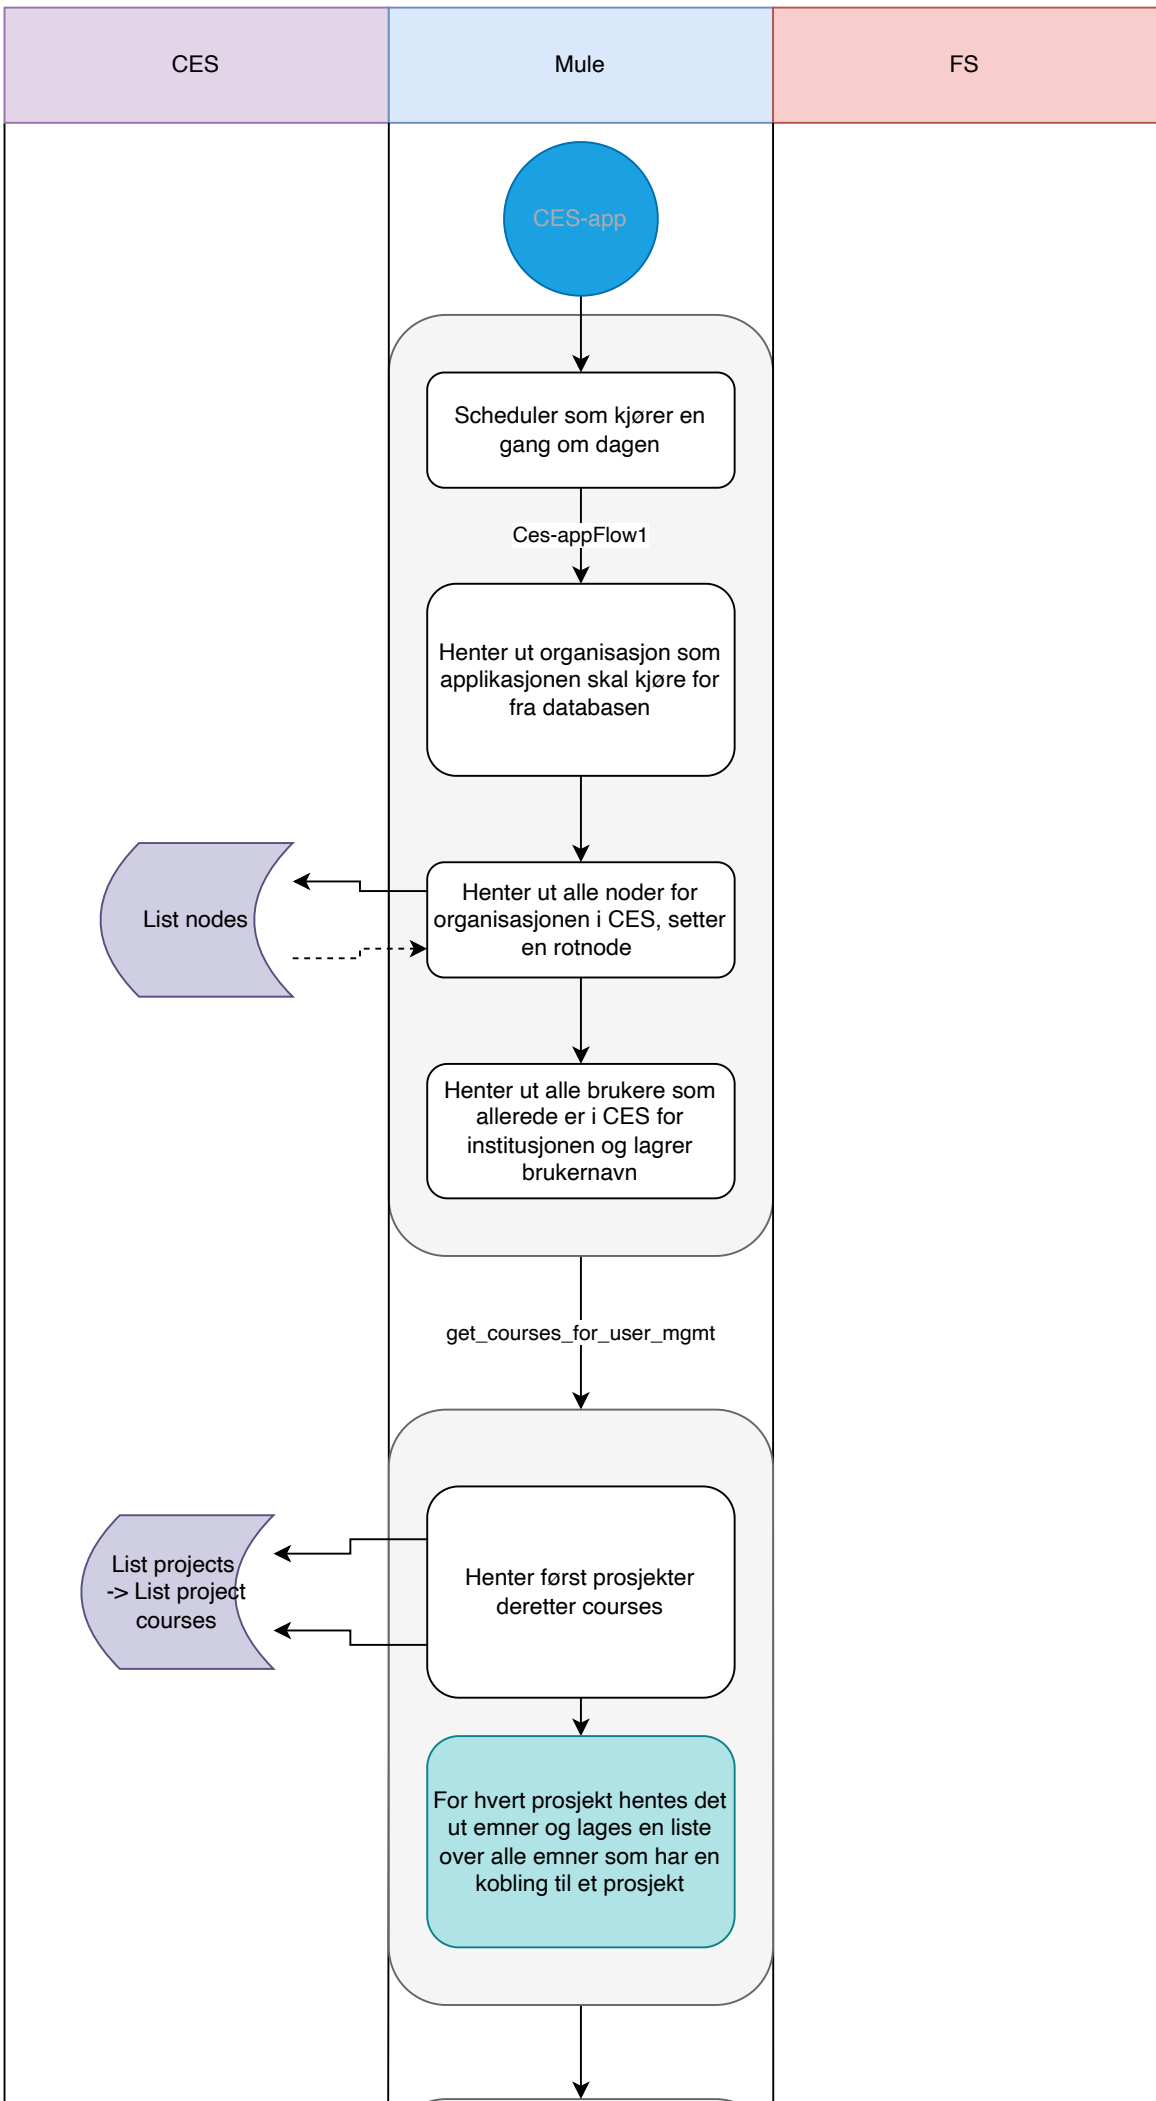 CES
Mule
FS
CES-app
Scheduler som kjører en
gang om dagen
Ces-appFlow1
Henter ut organisasjon som
applikasjonen skal kjøre for
fra databasen
List nodes
Henter ut alle noder for
organisasjonen i CES, setter
en rotnode
Henter ut alle brukere som
allerede er i CES for
institusjonen og lagrer
brukernavn
get_courses_for_user_mgmt
List projects
-> List project
courses
Henter først prosjekter
deretter courses
For hvert prosjekt hentes det
ut emner og lages en liste
over alle emner som har en
kobling til et prosjekt